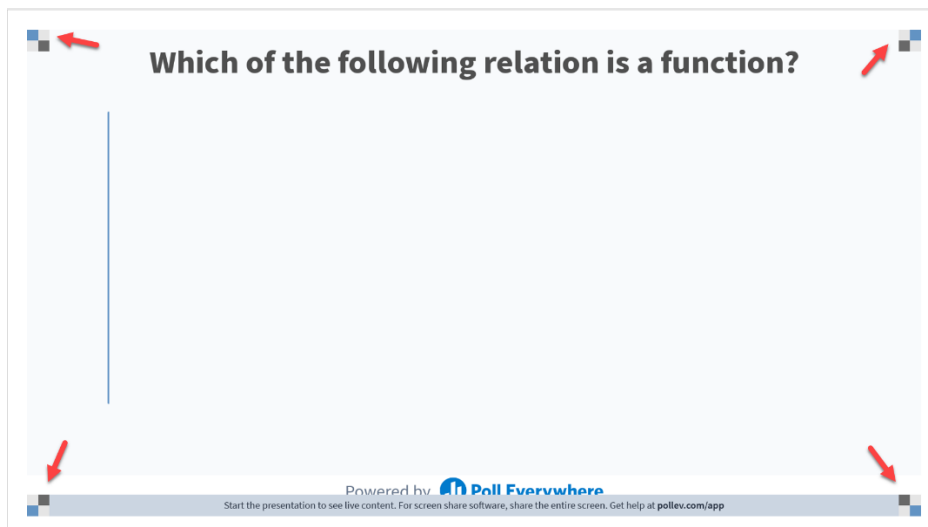 Which of the following relation is a function?
Powered by Poll Everywhere
Start the presentation to see live content. For screen share software, share the entire screen. Get help at pollev.com/app